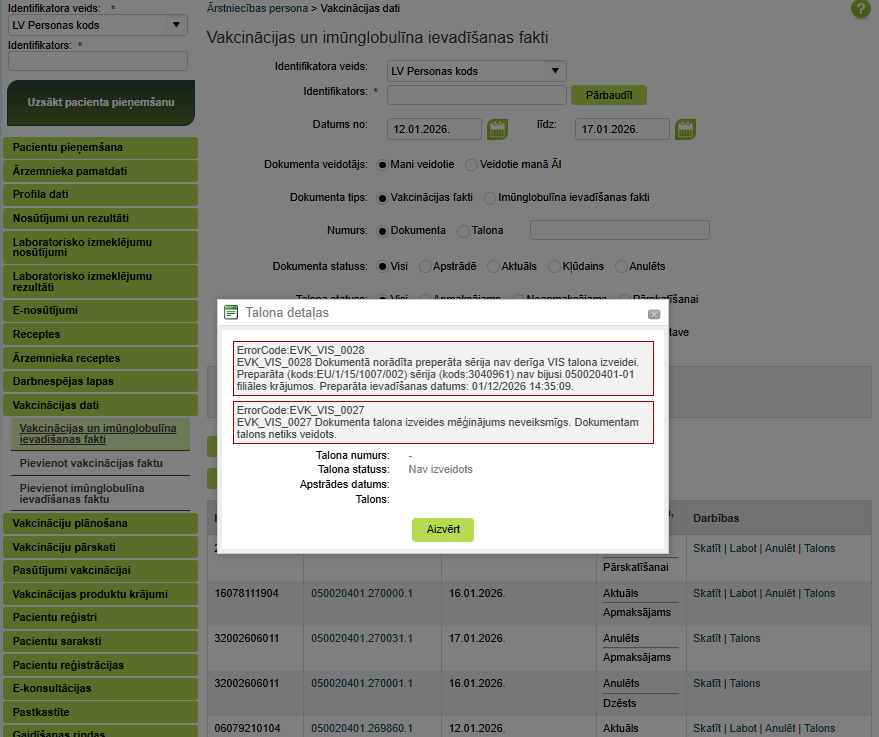 Identifikatora veids: *
LV Personas kods
Identifikators: *
Uzsākt pacienta pieņemšanu
Pacientu pieņemšana
Ārzemnieka pamatdati
Profila dati
Nosūtījumi un rezultāti
Laboratorisko izmeklējumu
nosūtījumi
Laboratorisko izmeklējumu
rezultāti
E-nosūtījumi
Receptes
Ārzemnieka receptes
Darbnespējas lapas
Vakcinācijas dati
Vakcinācijas un imūnglobulīna
ievadīšanas fakti
Pievienot vakcinācijas faktu
Pievienot imūnglobulīna
ievadīšanas faktu
Vakcināciju plānošana
Vakcināciju pārskati
Pasūtījumi vakcinācijai
Vakcinācijas produktu krājumi
Pacientu reģistri
Pacientu saraksti
Pacientu reģistrācijas
E-konsultācijas
Pastkastīte
Gaidīšanas rindas
Ārstniecības persona > Vakcinācijas dati
?
Vakcinācijas un imūnglobulīna ievadīšanas fakti
Identifikatora veids: LV Personas kods
Identifikators: * Pārbaudīt
Datums no: 12.01.2026. līdz: 17.01.2026.
Dokumenta veidotājs: Mani veidotie Veidotie manā ĀI
Dokumenta tips: Vakcinācijas fakti Imūnglobulīna ievadīšanas fakti
Numurs: Dokumenta Talona
Dokumenta statuss: Visi Apstrādē Aktuāls Kļūdains Anulēts
Talona statuss: Visi Apmaksājams Neapmaksājams Pārskatīšanai
tave
Talona detaļas
ErrorCode:EVK_VIS_0028
EVK_VIS_0028 Dokumentā norādīta preperāta sērija nav derīga VIS talona izveidei.
Preparāta (kods:EU/1/15/1007/002) sērija (kods:3040961) nav bijusi 050020401-01
filiāles krājumos. Preparāta ievadīšanas datums: 01/12/2026 14:35:09.
ErrorCode:EVK_VIS_0027
EVK_VIS_0027 Dokumenta talona izveides mēģinājums neveiksmīgs. Dokumentam
talons netiks veidots.
Talona numurs: -
Talona statuss: Nav izveidots
Apstrādes datums:
Talons:
Aizvērt
Darbības
Skatīt | Labot | Anulēt | Talons
Pārskatīšanai
16078111904 050020401.270000.1 16.01.2026. Aktuāls Skatīt | Labot | Anulēt | Talons
Apmaksājams
32002606011 050020401.270031.1 17.01.2026. Anulēts Skatīt | Talons
Apmaksājams
32002606011 050020401.270001.1 16.01.2026. Anulēts Skatīt | Talons
Dzēsts
06079210104 050020401.269860.1 12.01.2026. Aktuāls Skatīt | Labot | Anulēt | Talons